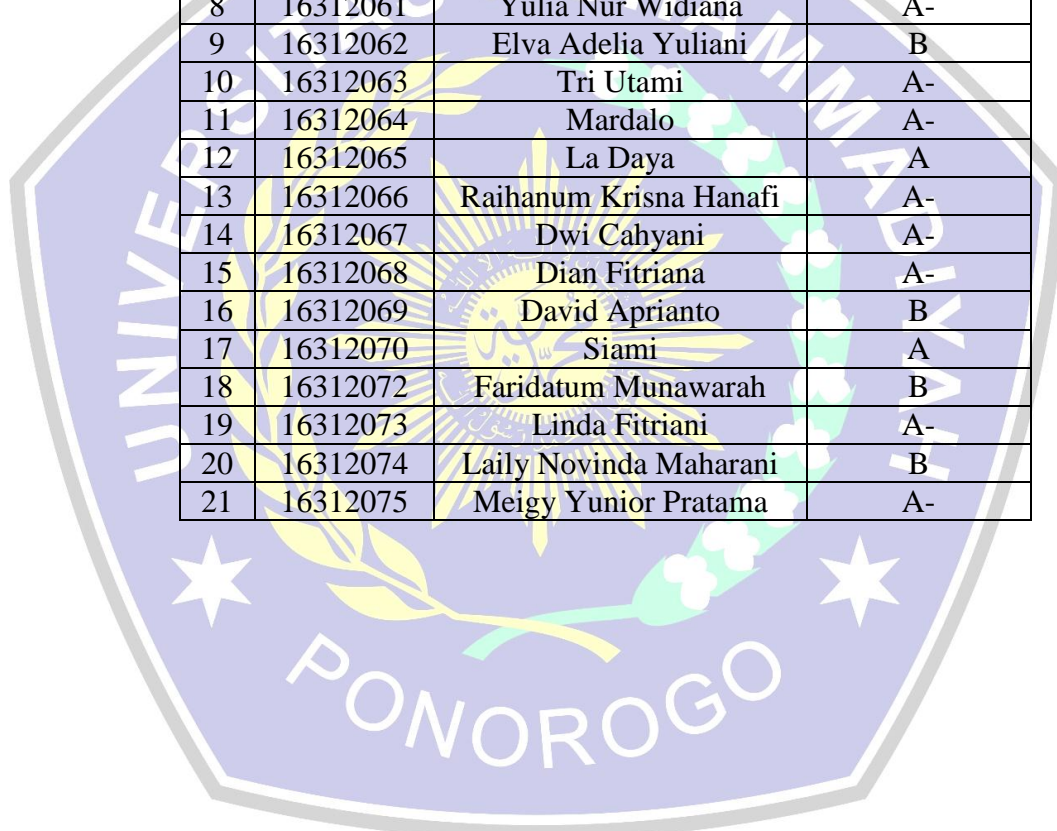 8 16312061 Yulia Nur Widiana A-
9 16312062 Elva Adelia Yuliani B
10 16312063 Tri Utami A-
11 16312064 Mardalo A-
12 16312065 La Daya A
13 16312066 Raihanum Krisna Hanafi A-
14 16312067 Dwi Cahyani A-
15 16312068 Dian Fitriana A-
16 16312069 David Aprianto B
17 16312070 Siami A
18 16312072 Faridatum Munawarah B
19 16312073 Linda Fitriani A-
20 16312074 Laily Novinda Maharani B
21 16312075 Meigy Yunior Pratama A-
PONOROGO